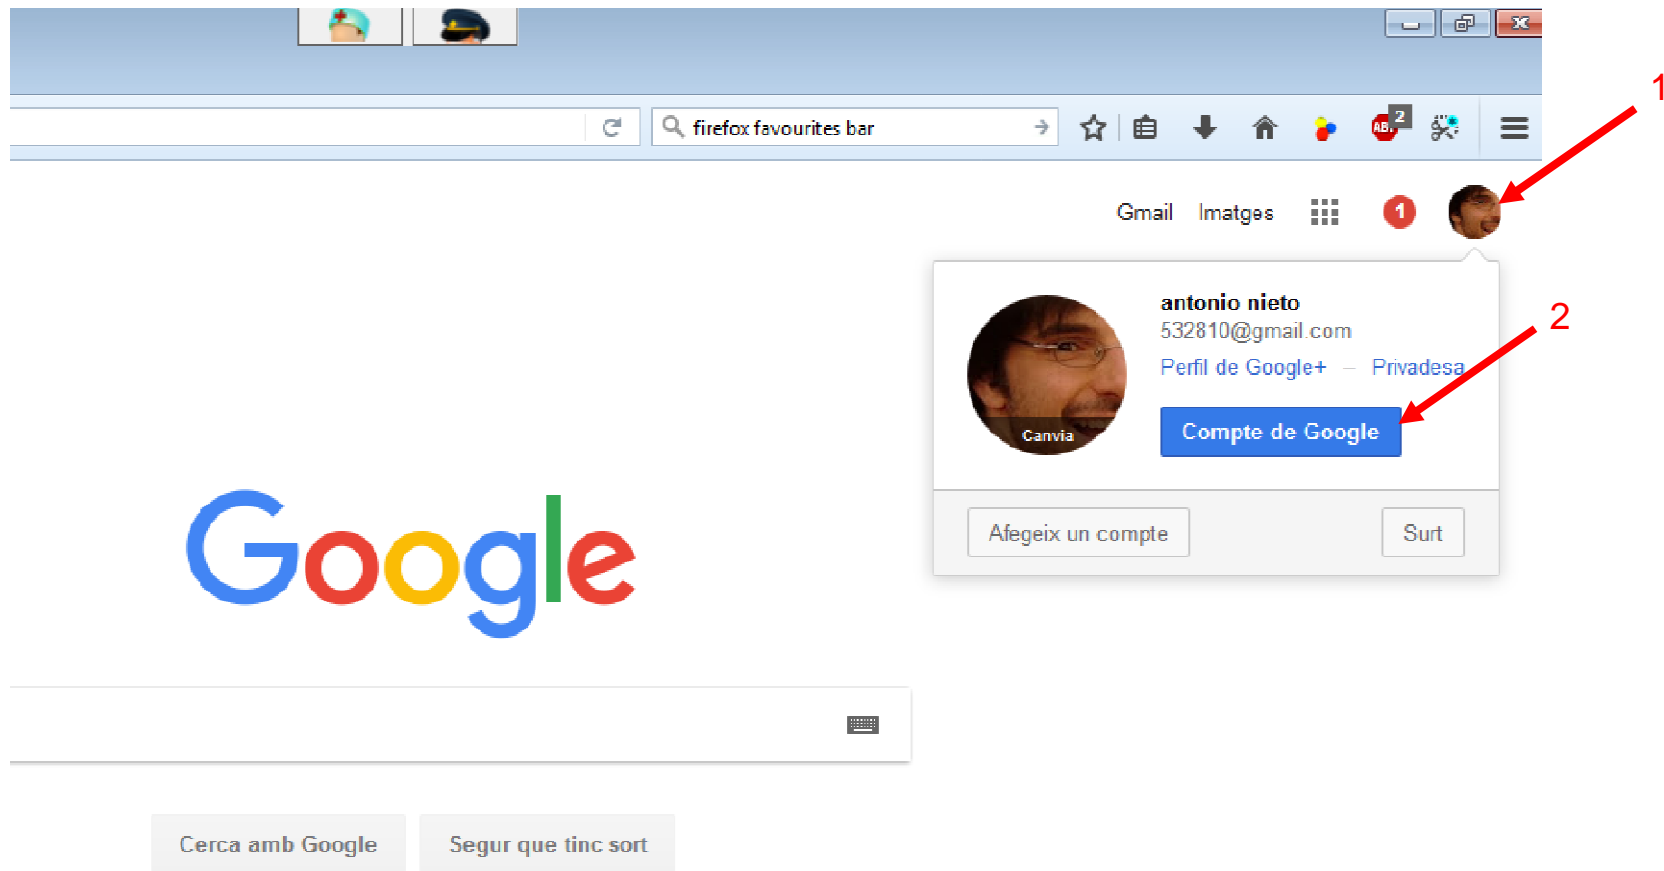 1
firefox favourites bar
ABP
2
Gmail Imatges
1
antonio nieto
532810@gmail.com
Perfil de Google+ – Privadesa
2
Canvia
Compte de Google
Afegeix un compte
Surt
Google
Cerca amb Google
Segur que tinc sort